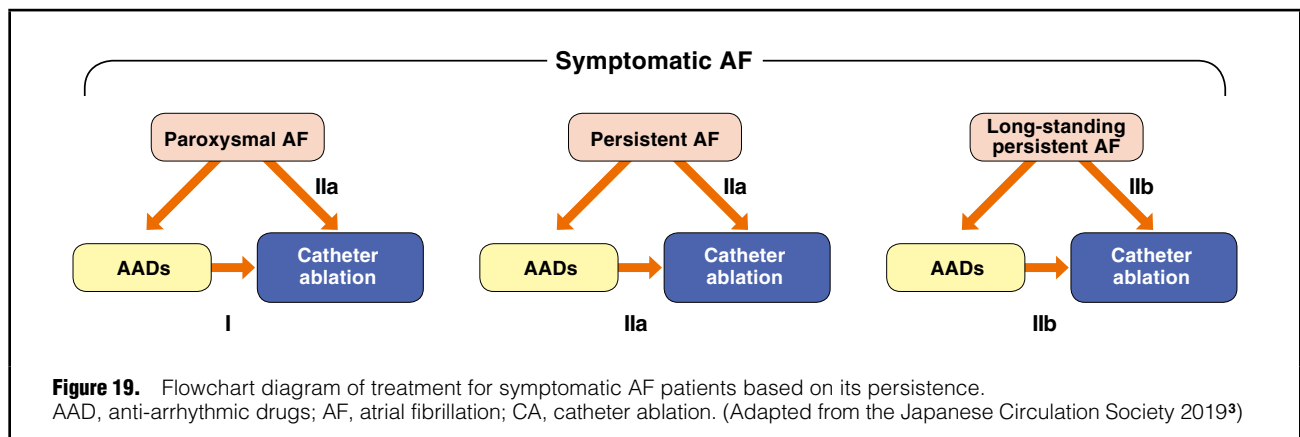 Symptomatic AF
Paroxysmal AF
IIa
AADs
Catheter
ablation
I
Persistent AF
IIa
AADs
Catheter
ablation
IIa
Long-standing
persistent AF
IIb
AADs
Catheter
ablation
IIb
Figure 19. Flowchart diagram of treatment for symptomatic AF patients based on its persistence.
AAD, anti-arrhythmic drugs; AF, atrial fibrillation; CA, catheter ablation. (Adapted from the Japanese Circulation Society 2019³)